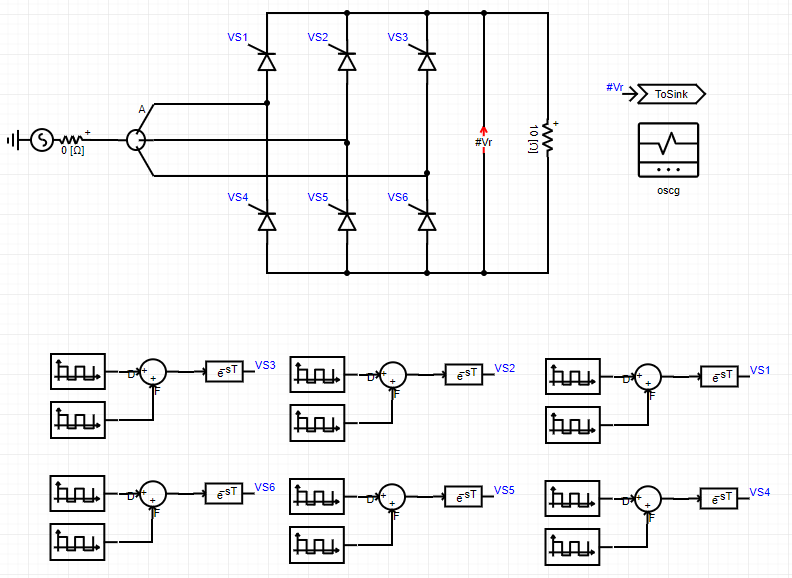 VS1
VS2
VS3
#Vr
ToSink
A
+
0 [Ω]
#Vr
10 [Ω]
+
oscg
VS4
VS5
VS6
D
+
+
F
e-sT
VS3
D
+
+
F
e-sT
VS2
D
+
+
F
e-sT
VS1
D
+
+
F
e-sT
VS6
D
+
+
F
e-sT
VS5
D
+
+
F
e-sT
VS4